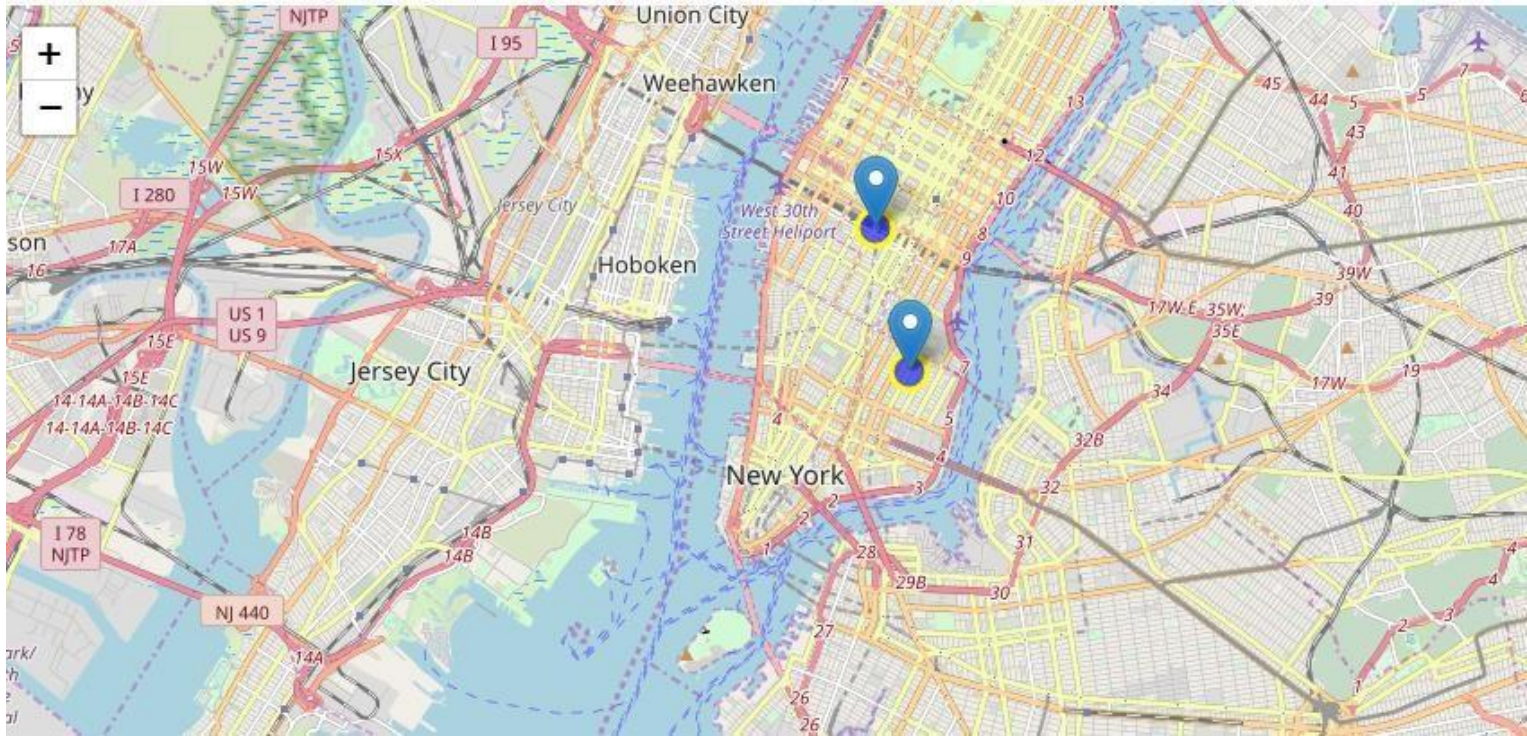 +
−
NJTP
Union City
I 95
Weehawken
15X
15W
15W
I 280
17A
16
son
Jersey City
West 30th
Street Heliport
Hoboken
US 1
US 9
15E
15E
14-14A-14B-14C
14-14A-14B-14C
Jersey City
New York
I 78
NJTP
14B
14B
NJ 440
14A
ark/
al
7
13
12
10
8
9
45
44
5
5
7
6
43
41
40
39W
39
17W-E
35W;
35E
17W
19
34
32B
32
31
30
29B
28
27
26
26
7
5
4
4
3
2
2
1
4
4
3
2
1